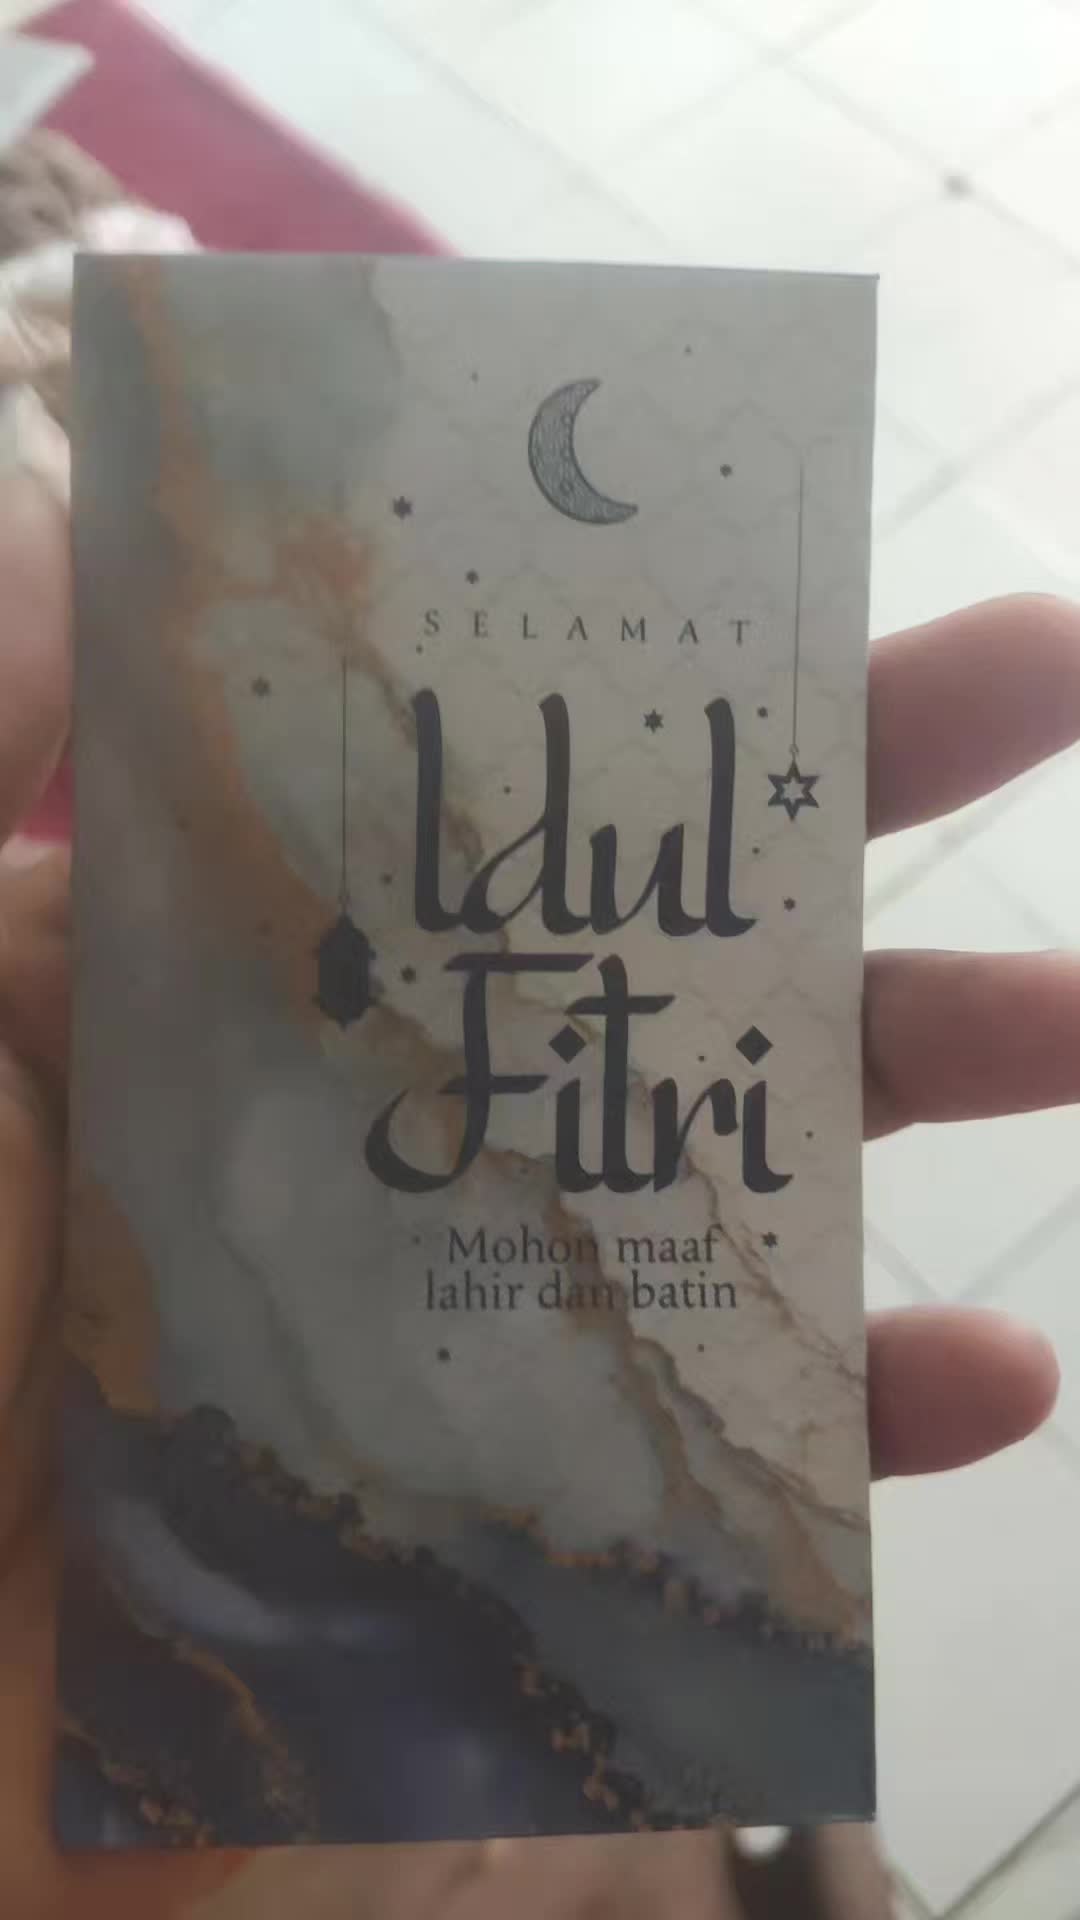 SELAMAT
Idul
Fitri
Mohon maaf
lahir dan batin